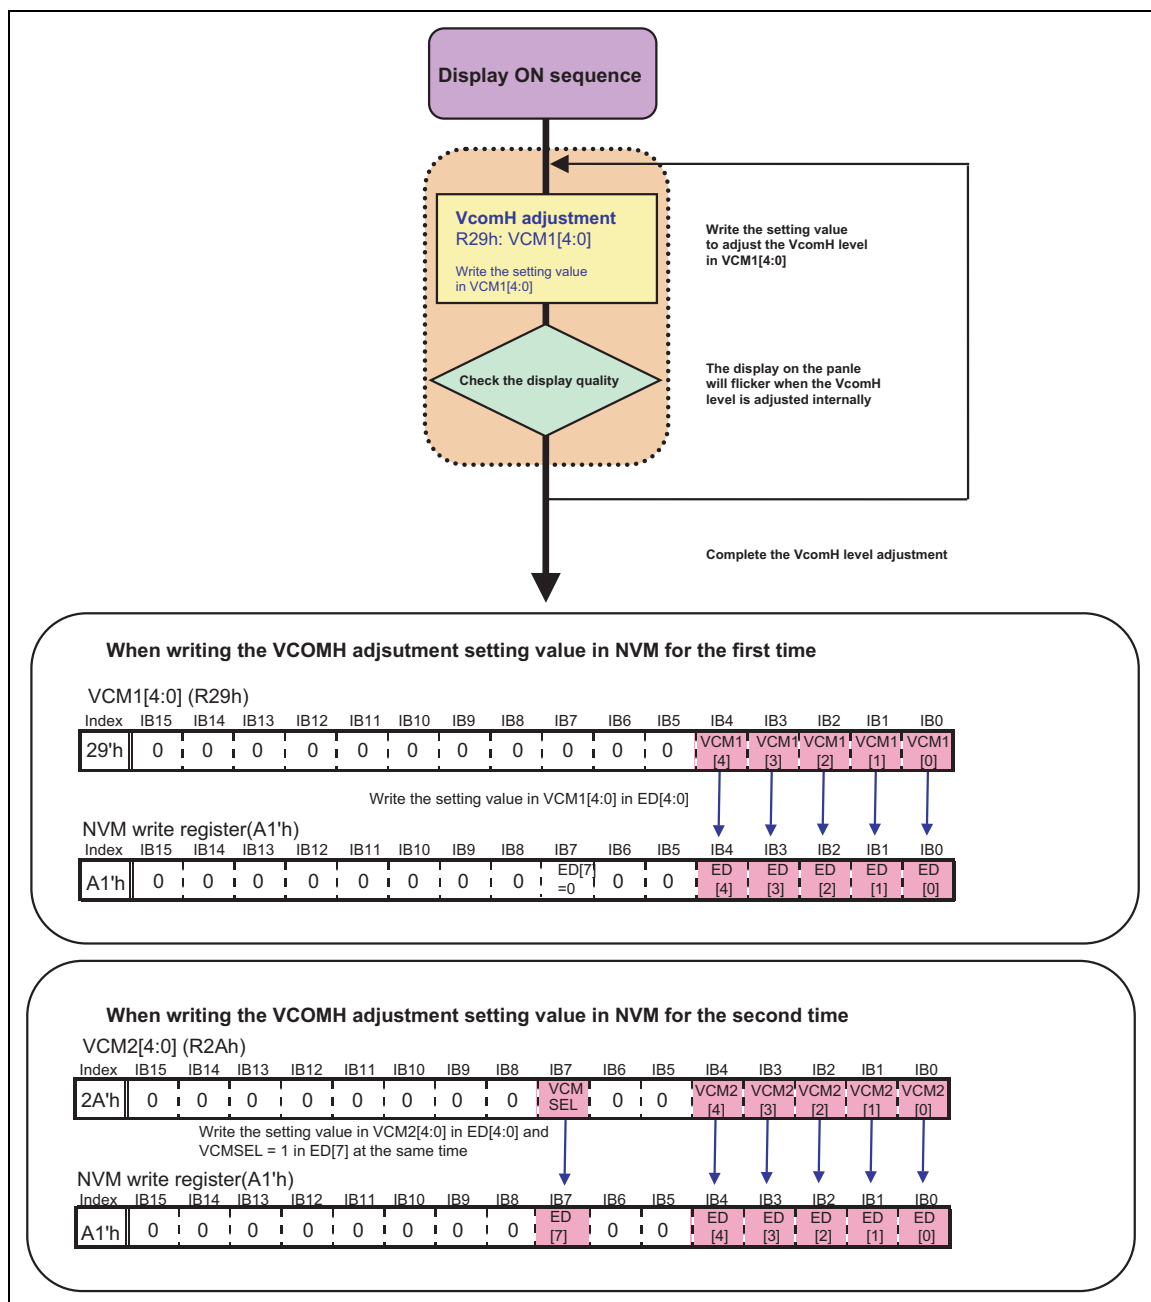 Display ON sequence
VcomH adjustment
R29h: VCM1[4:0]
Write the setting value
in VCM1[4:0]
Write the setting value
to adjust the VcomH level
in VCM1[4:0]
Check the display quality
The display on the panle
will flicker when the VcomH
level is adjusted internally
Complete the VcomH level adjustment
When writing the VCOMH adjsutment setting value in NVM for the first time
VCM1[4:0] (R29h)
Index IB15 IB14 IB13 IB12 IB11 IB10 IB9 IB8 IB7 IB6 IB5 IB4 IB3 IB2 IB1 IB0
29'h 0 0 0 0 0 0 0 0 0 0 0 VCM1 [4] VCM1 [3] VCM1 [2] VCM1 [1] VCM1 [0]
Write the setting value in VCM1[4:0] in ED[4:0]
NVM write register(A1'h)
Index IB15 IB14 IB13 IB12 IB11 IB10 IB9 IB8 IB7 IB6 IB5 IB4 IB3 IB2 IB1 IB0
A1'h 0 0 0 0 0 0 0 0 ED[7] =0 0 0 ED [4] ED [3] ED [2] ED [1] ED [0]
When writing the VCOMH adjustment setting value in NVM for the second time
VCM2[4:0] (R2Ah)
Index IB15 IB14 IB13 IB12 IB11 IB10 IB9 IB8 IB7 IB6 IB5 IB4 IB3 IB2 IB1 IB0
2A'h 0 0 0 0 0 0 0 0 VCM SEL 0 0 VCM2 [4] VCM2 [3] VCM2 [2] VCM2 [1] VCM2 [0]
Write the setting value in VCM2[4:0] in ED[4:0] and
VCMSEL = 1 in ED[7] at the same time
NVM write register(A1'h)
Index IB15 IB14 IB13 IB12 IB11 IB10 IB9 IB8 IB7 IB6 IB5 IB4 IB3 IB2 IB1 IB0
A1'h 0 0 0 0 0 0 0 0 ED [7] 0 0 ED [4] ED [3] ED [2] ED [1] ED [0]